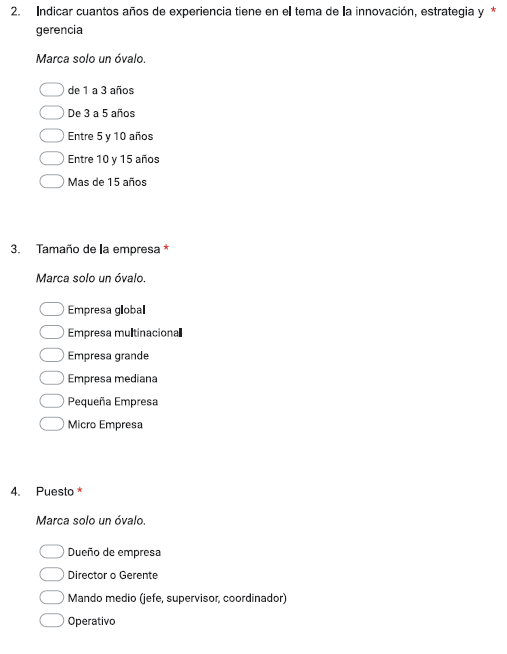 2. Indicar cuantos años de experiencia tiene en el tema de la innovación, estrategia y *
gerencia
Marca solo un óvalo.
de 1 a 3 años
De 3 a 5 años
Entre 5 y 10 años
Entre 10 y 15 años
Mas de 15 años
3. Tamaño de la empresa *
Marca solo un óvalo.
Empresa global
Empresa multinacional
Empresa grande
Empresa mediana
Pequeña Empresa
Micro Empresa
4. Puesto *
Marca solo un óvalo.
Dueño de empresa
Director o Gerente
Mando medio (jefe, supervisor, coordinador)
Operativo